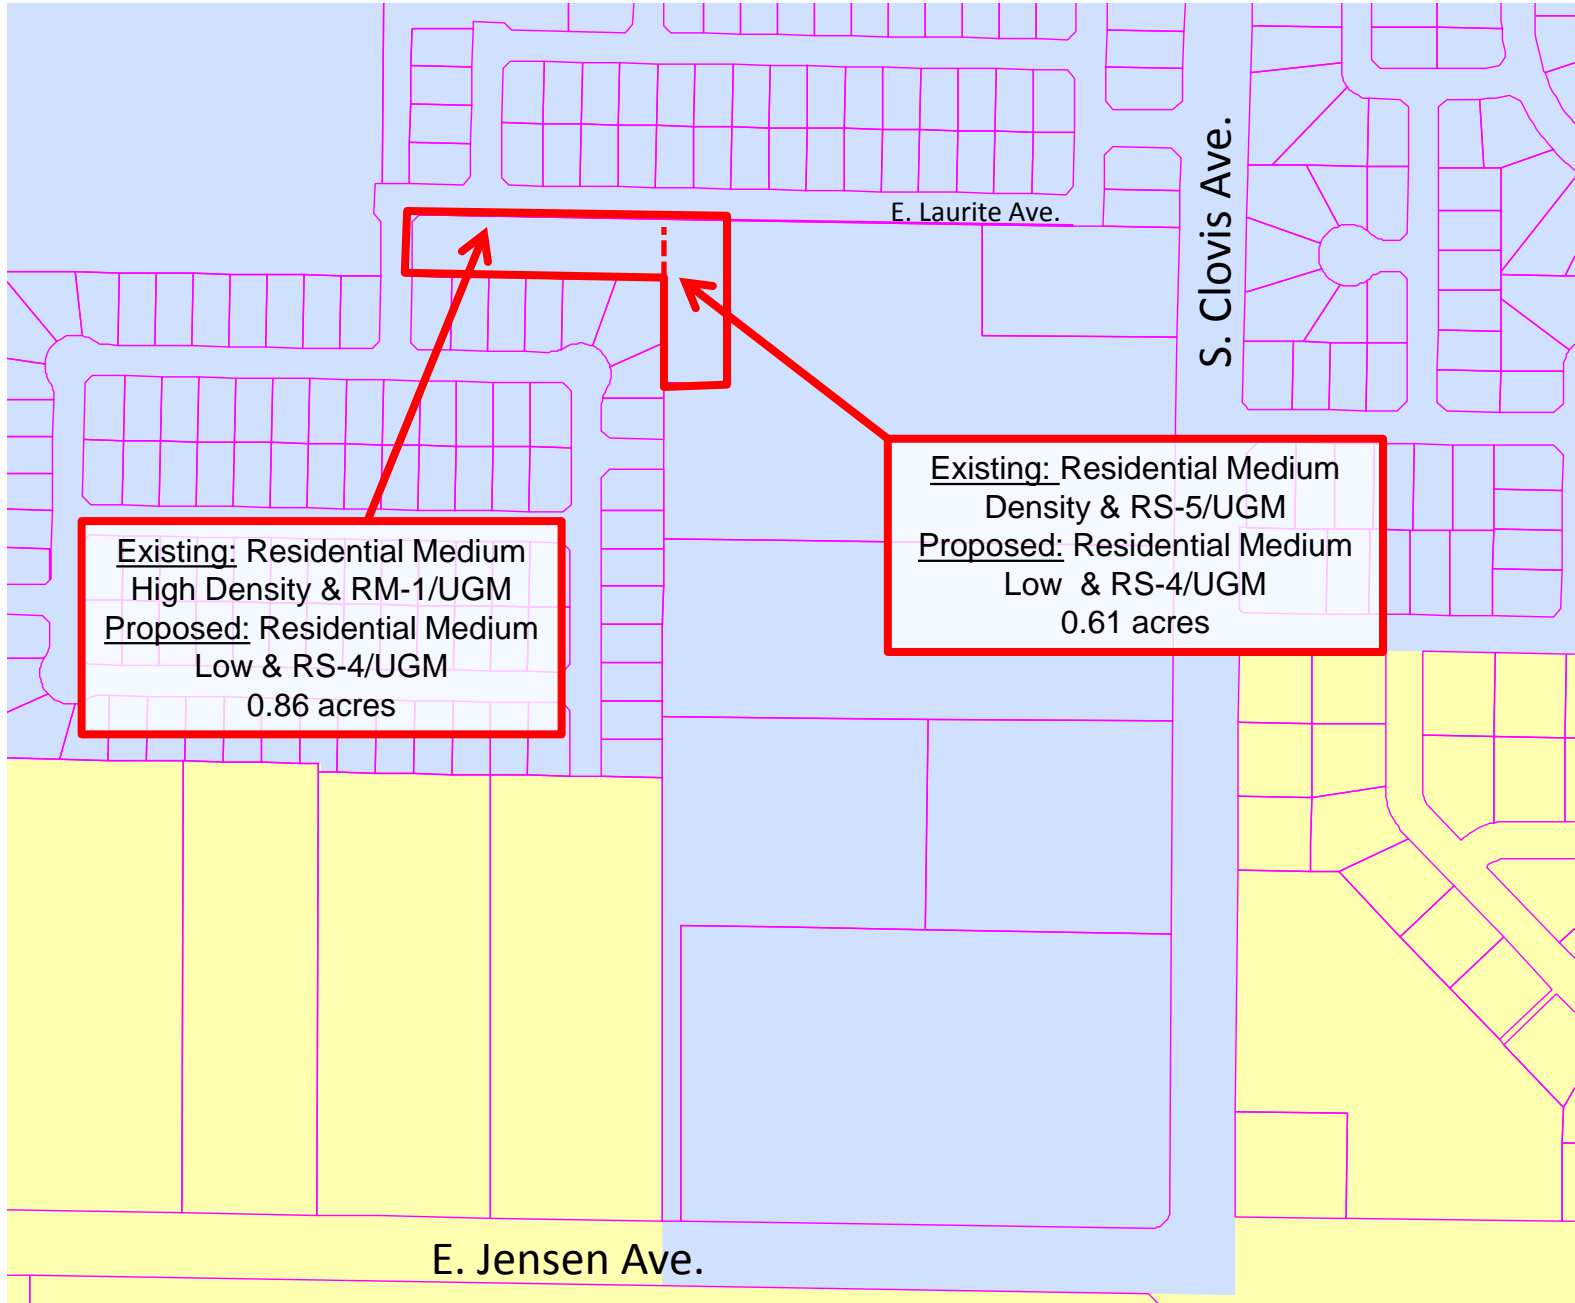 E. Laurite Ave.
S. Clovis Ave.
Existing: Residential Medium
Density & RS-5/UGM
Proposed: Residential Medium
Low & RS-4/UGM
0.61 acres
Existing: Residential Medium
High Density & RM-1/UGM
Proposed: Residential Medium
Low & RS-4/UGM
0.86 acres
E. Jensen Ave.